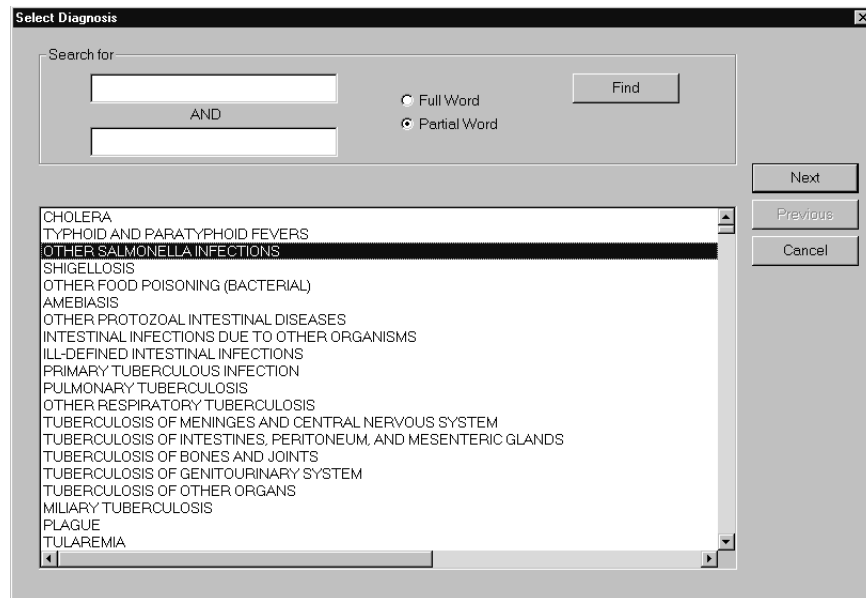 Select Diagnosis
Search for
AND
Full Word
Partial Word
Find
Next
Previous
Cancel
CHOLERA
TYPHOID AND PARATYPHOID FEVERS
OTHER SALMONELLA INFECTIONS
SHIGELLOSIS
OTHER FOOD POISONING (BACTERIAL)
AMEBIASIS
OTHER PROTOZOAL INTESTINAL DISEASES
INTESTINAL INFECTIONS DUE TO OTHER ORGANISMS
ILL-DEFINED INTESTINAL INFECTIONS
PRIMARY TUBERCULOUS INFECTION
PULMONARY TUBERCULOSIS
OTHER RESPIRATORY TUBERCULOSIS
TUBERCULOSIS OF MENINGES AND CENTRAL NERVOUS SYSTEM
TUBERCULOSIS OF INTESTINES, PERITONEUM, AND MESENTERIC GLANDS
TUBERCULOSIS OF BONES AND JOINTS
TUBERCULOSIS OF GENITOURINARY SYSTEM
TUBERCULOSIS OF OTHER ORGANS
MILIARY TUBERCULOSIS
PLAGUE
TULAREMIA